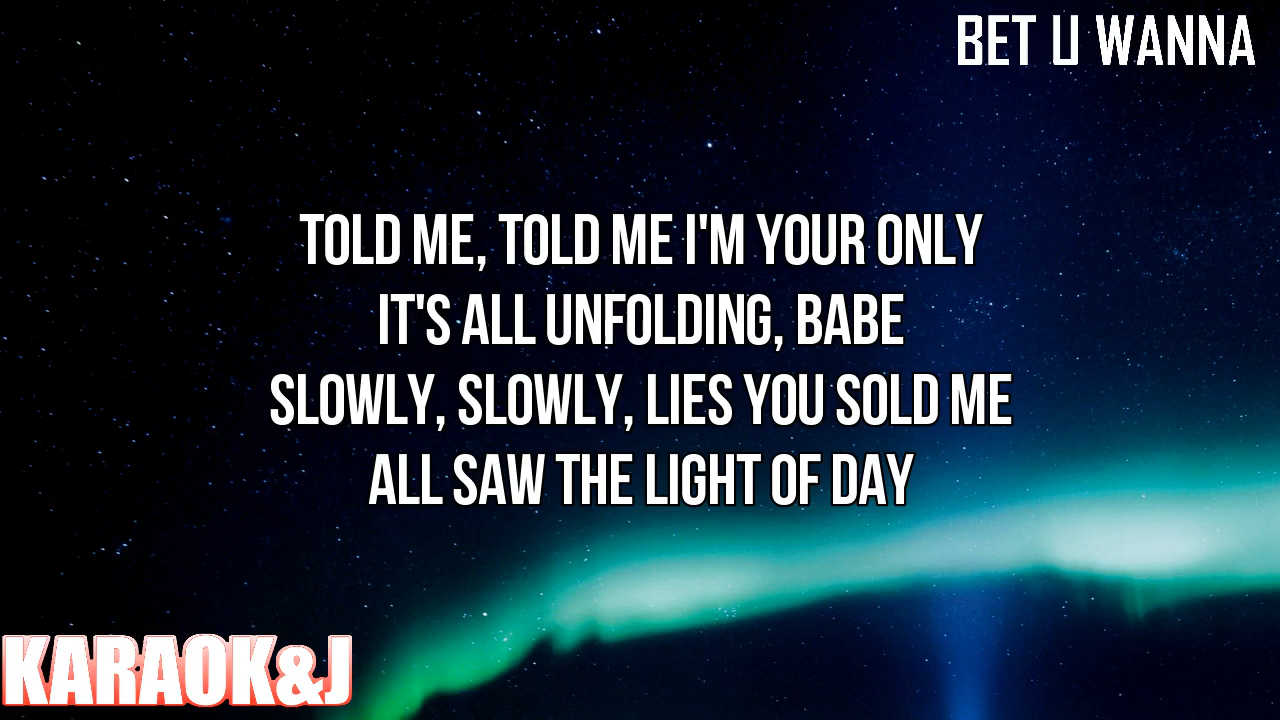 BET U WANNA
TOLD ME, TOLD ME I'M YOUR ONLY
IT'S ALL UNFOLDING, BABE
SLOWLY, SLOWLY, LIES YOU SOLD ME
ALL SAW THE LIGHT OF DAY
KARAOK&J